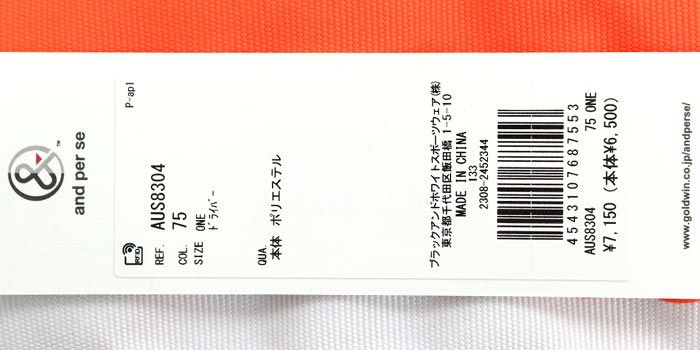 and per se
TM
P-apl
RFID
REF. AUS8304
COL. 75
SIZE ONE
ドライバー
QUA.
本体 ポリエステル
ブラックアンドホワイトスポーツウェア(株)
東京都千代田区飯田橋 1-5-10
MADE IN CHINA
133
2308-2452344
4543107687553
AUS8304 75 ONE
¥7,150 (本体¥6,500)
www.goldwin.co.jp/andperse/